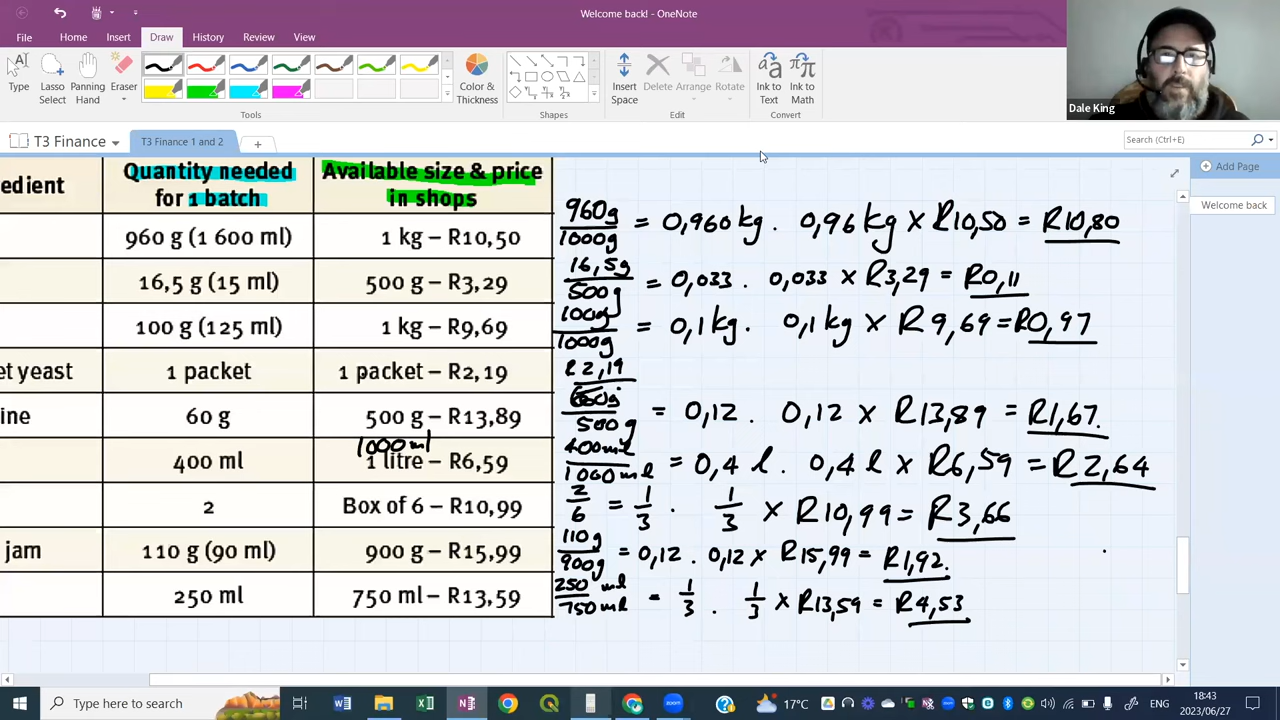 Welcome back! - OneNote
File Home Insert Draw History Review View
Type
Lasso Select
Panning Hand
Eraser
Color & Thickness
Insert Space
Delete
Arrange
Rotate
Ink to Text
Ink to Math
Tools
Shapes
Edit
Convert
Dale King
T3 Finance
T3 Finance 1 and 2
Search (Ctrl+E)
Add Page
Welcome back
edient
Quantity needed for 1 batch
Available size & price in shops
960 g (1 600 ml) 1 kg – R10,50 960g/1000g = 0,960 kg. 0,96 kg × R10,50 = R10,80
16,5 g (15 ml) 500 g – R3,29 16,5g/500g = 0,033. 0,033 × R3,29 = R0,11
100 g (125 ml) 1 kg – R9,69 100g/1000g = 0,1 kg. 0,1 kg × R9,69 = R0,97
et yeast 1 packet 1 packet – R2,19 R2,19
ine 60 g 500 g – R13,89 60g/500g = 0,12. 0,12 × R13,89 = R1,67.
1000 ml
400 ml 1 litre – R6,59 400ml/1000ml = 0,4 l. 0,4 l × R6,59 = R2,64
2 Box of 6 – R10,99 2/6 = 1/3. 1/3 × R10,99 = R3,66
jam 110 g (90 ml) 900 g – R15,99 110g/900g = 0,12. 0,12 × R15,99 = R1,92.
250 ml 750 ml – R13,59 250 ml/750 ml = 1/3. 1/3 × R13,59 = R4,53
Type here to search
17°C
18:43
2023/06/27